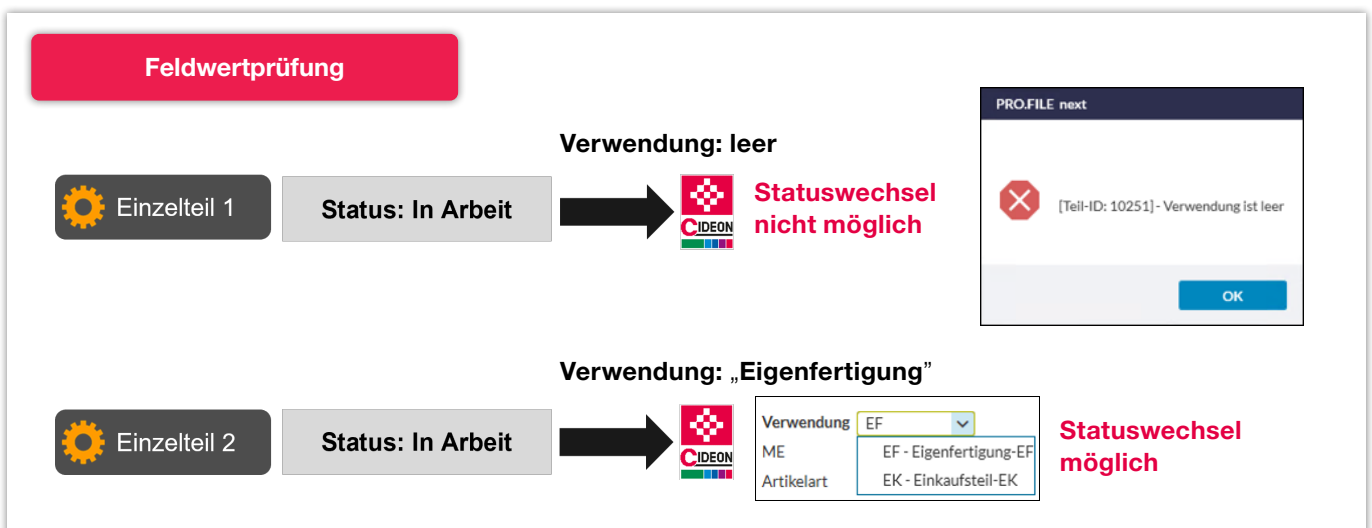 Feldwertprüfung
Verwendung: leer
Einzelteil 1
Status: In Arbeit
CIDEON
Statuswechsel
nicht möglich
PRO.FILE next
[Teil-ID: 10251] - Verwendung ist leer
OK
Verwendung: „Eigenfertigung”
Einzelteil 2
Status: In Arbeit
CIDEON
Verwendung EF
ME EF - Eigenfertigung-EF
Artikelart EK - Einkaufsteil-EK
Statuswechsel
möglich